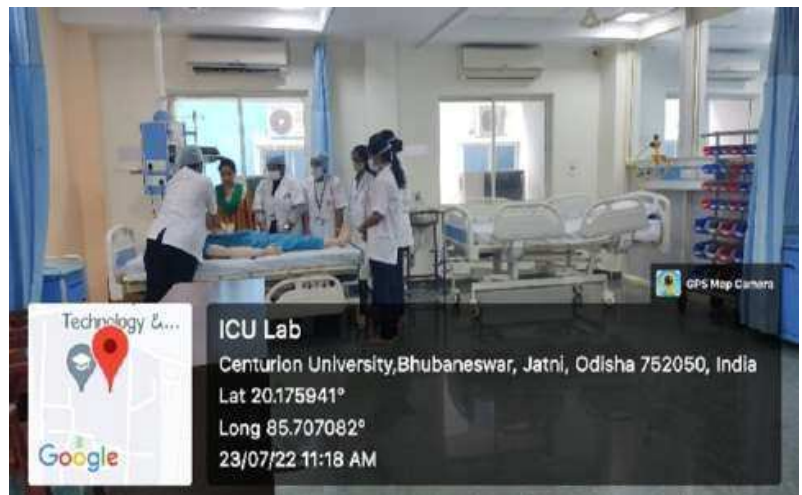 GPS Map Camera
Technology &...
Google
ICU Lab
Centurion University,Bhubaneswar, Jatni, Odisha 752050, India
Lat 20.175941°
Long 85.707082°
23/07/22 11:18 AM